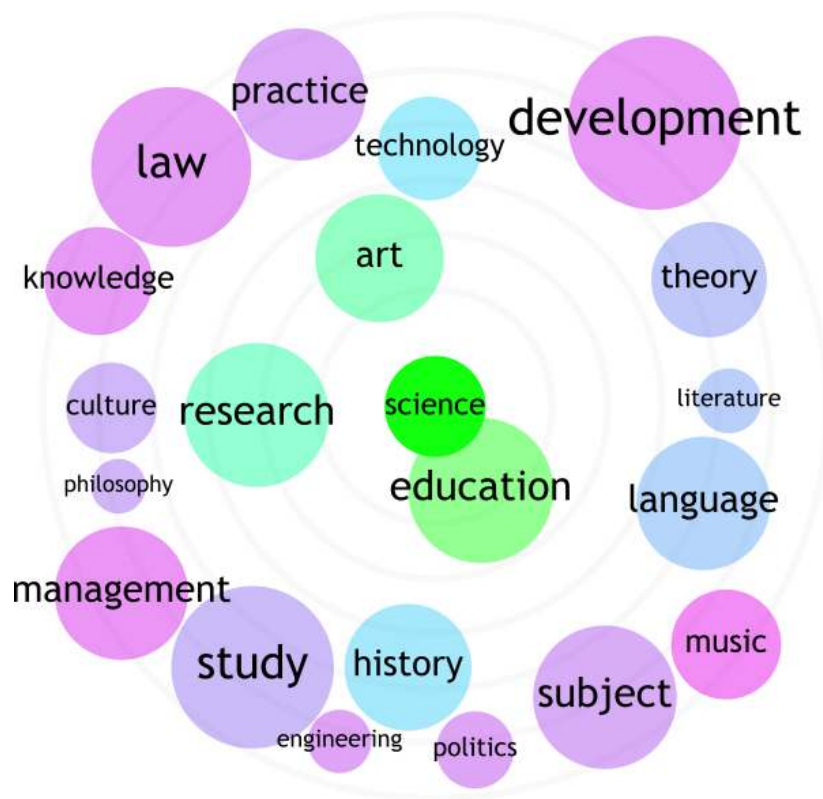 practice
development
technology
law
art
knowledge
theory
literature
culture
research
science
philosophy
education
language
management
music
study
history
subject
engineering
politics